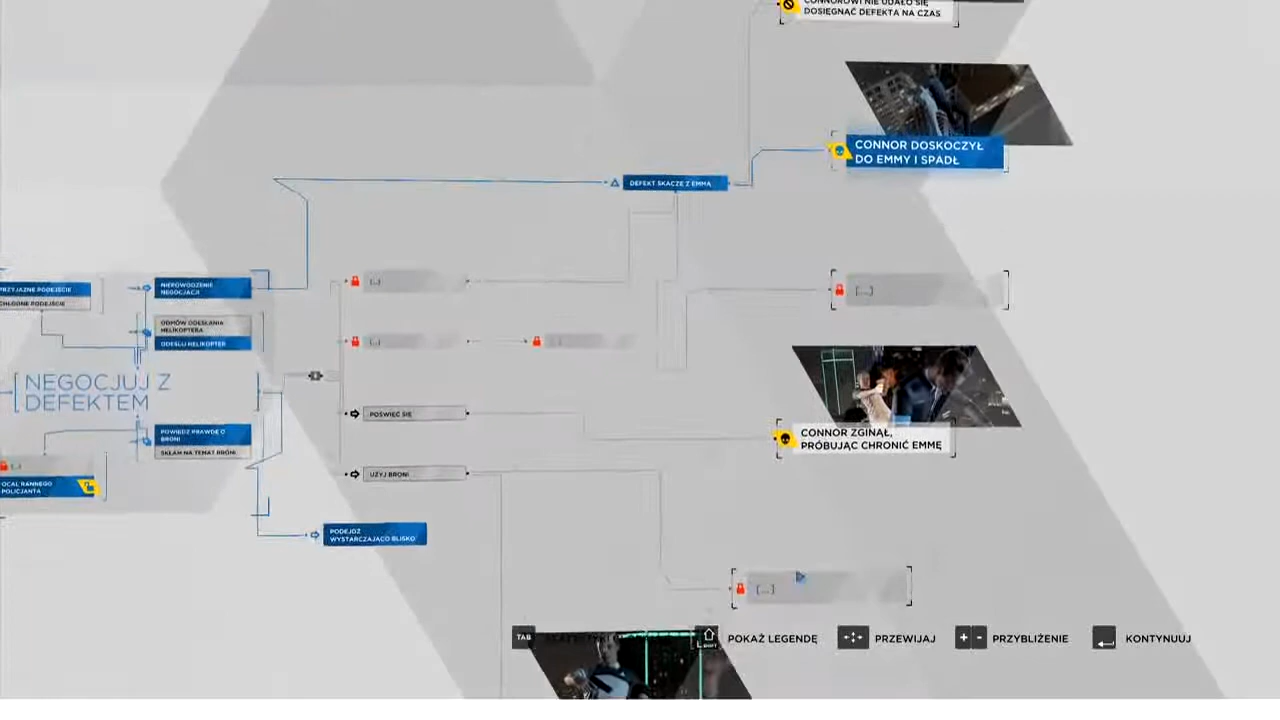 CONNOROWI NIE UDAŁO SIĘ
DOSIĘGNĄĆ DEFEKTA NA CZAS
CONNOR DOSKOCZYŁ
DO EMMY I SPADŁ
DEFEKT SKACZE Z EMMĄ
PRZYJAZNE PODEJŚCIE
CHŁODNE PODEJŚCIE
NIEPOWODZENIE
NEGOCJACJI
[...]
[...]
ODMÓW ODESŁANIA
HELIKOPTERA
ODEŚLIJ HELIKOPTER
[...]
NEGOCJUJ Z
DEFEKTEM
POŚWIĘĆ SIĘ
POWIEDZ PRAWDĘ O
BRONI
SKŁAM NA TEMAT BRONI
CONNOR ZGINĄŁ,
PRÓBUJĄC CHRONIĆ EMMĘ
[...]
OCAL RANNEGO
POLICJANTA
UŻYJ BRONI
PODEJDŹ
WYSTARCZAJĄCO BLISKO
[...]
TAB
SHIFT
POKAŻ LEGENDĘ
PRZEWIJAJ
+ -
PRZYBLIŻENIE
KONTYNUUJ